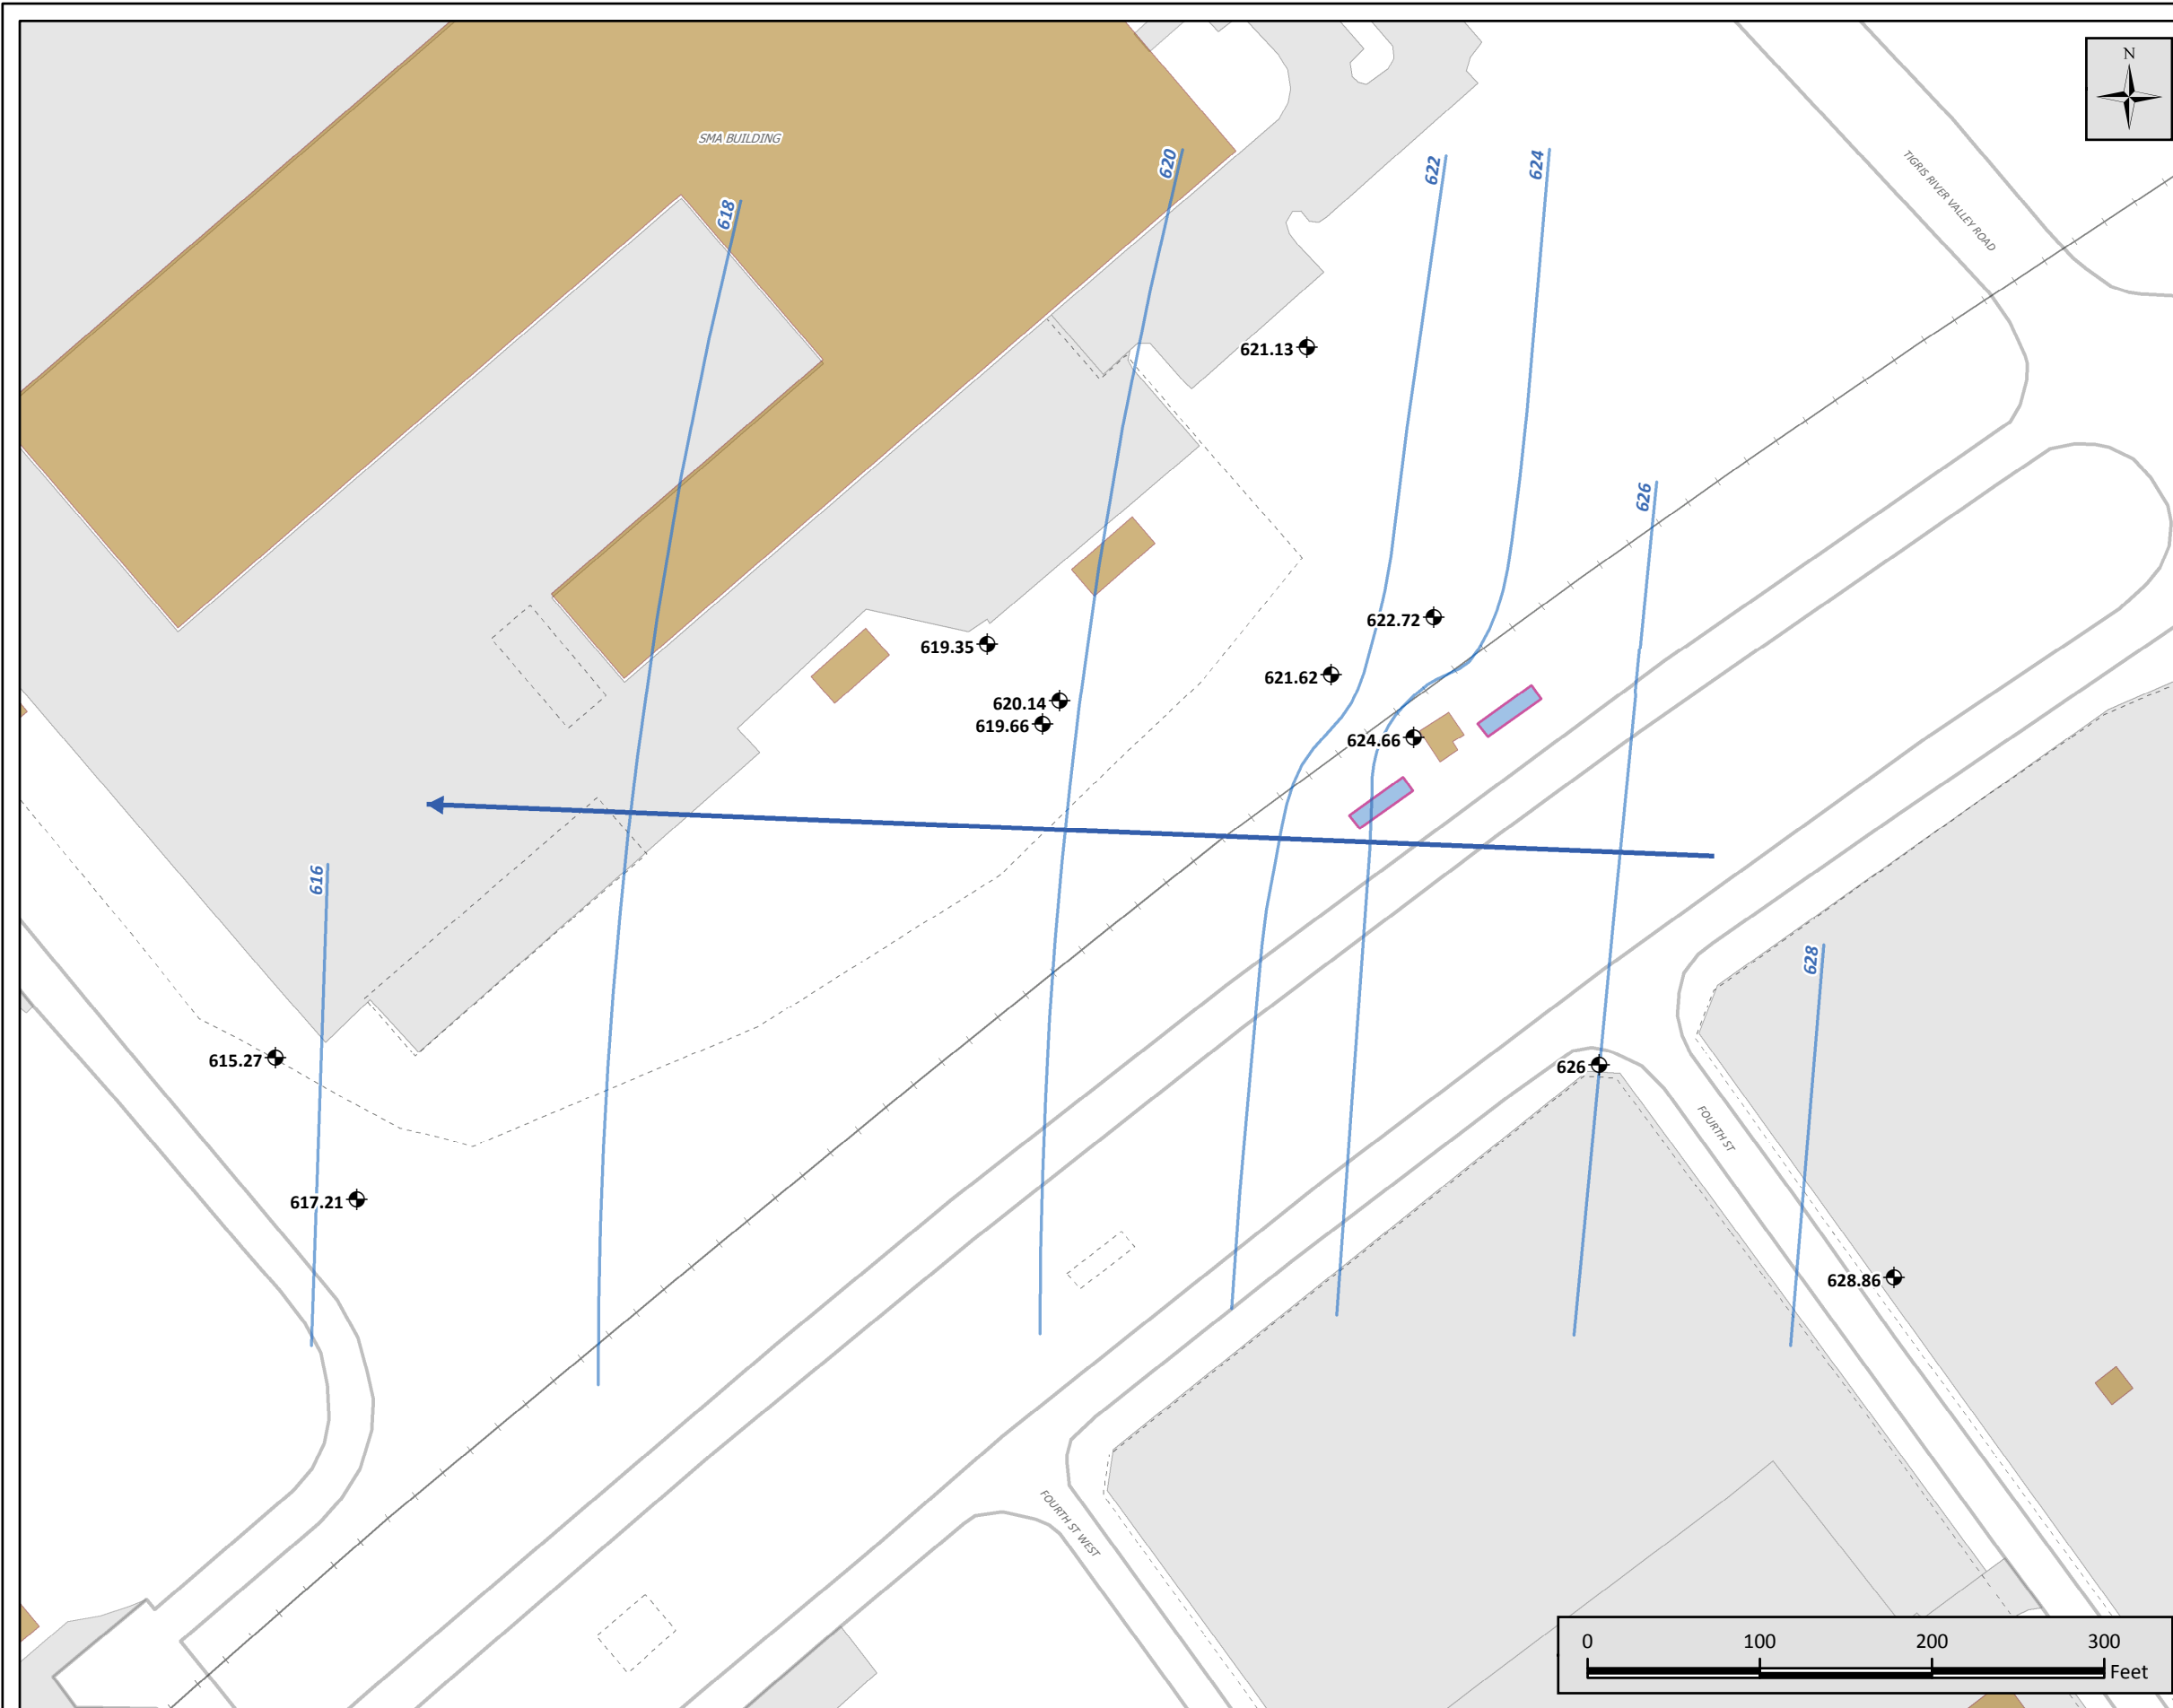 N
SMA BUILDING
TIGRIS RIVER VALLEY ROAD
620
622
624
618
621.13
626
622.72
619.35
621.62
620.14
619.66
624.66
616
628
615.27
626
FOURTH ST
617.21
628.86
FOURTH ST WEST
0 100 200 300
Feet